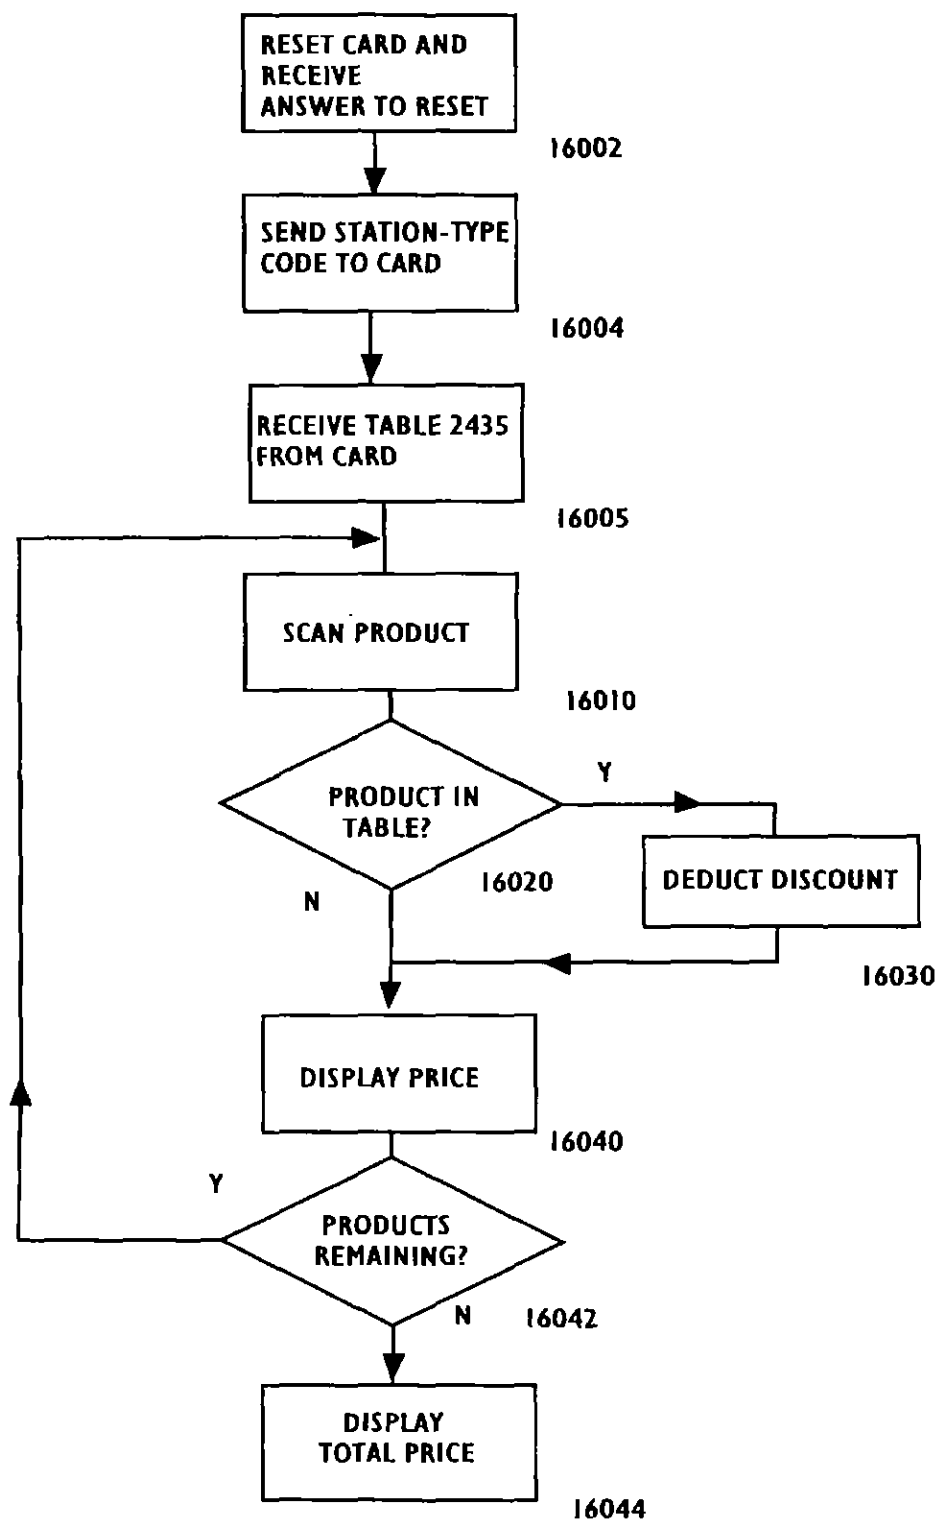 RESET CARD AND
RECEIVE
ANSWER TO RESET
16002
SEND STATION-TYPE
CODE TO CARD
16004
RECEIVE TABLE 2435
FROM CARD
16005
SCAN PRODUCT
16010
PRODUCT IN
TABLE?
Y
16020
N
DEDUCT DISCOUNT
16030
DISPLAY PRICE
16040
Y
PRODUCTS
REMAINING?
N
16042
DISPLAY
TOTAL PRICE
16044